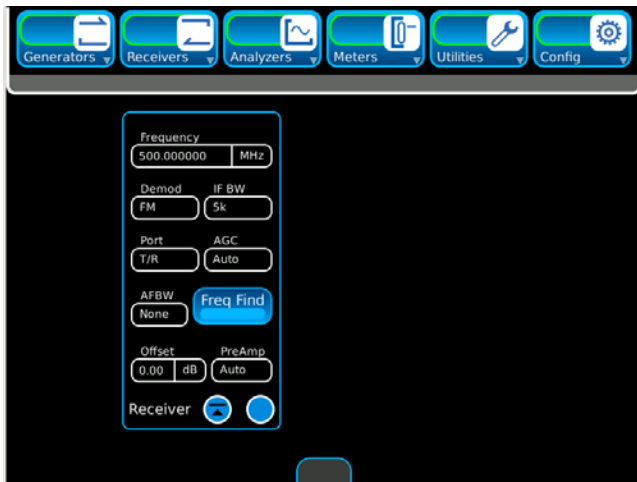 Generators Receivers Analyzers Meters Utilities Config
Frequency
500.000000 MHz
Demod IF BW
FM 5k
Port AGC
T/R Auto
AFBW Freq Find
None
Offset PreAmp
0.00 dB Auto
Receiver